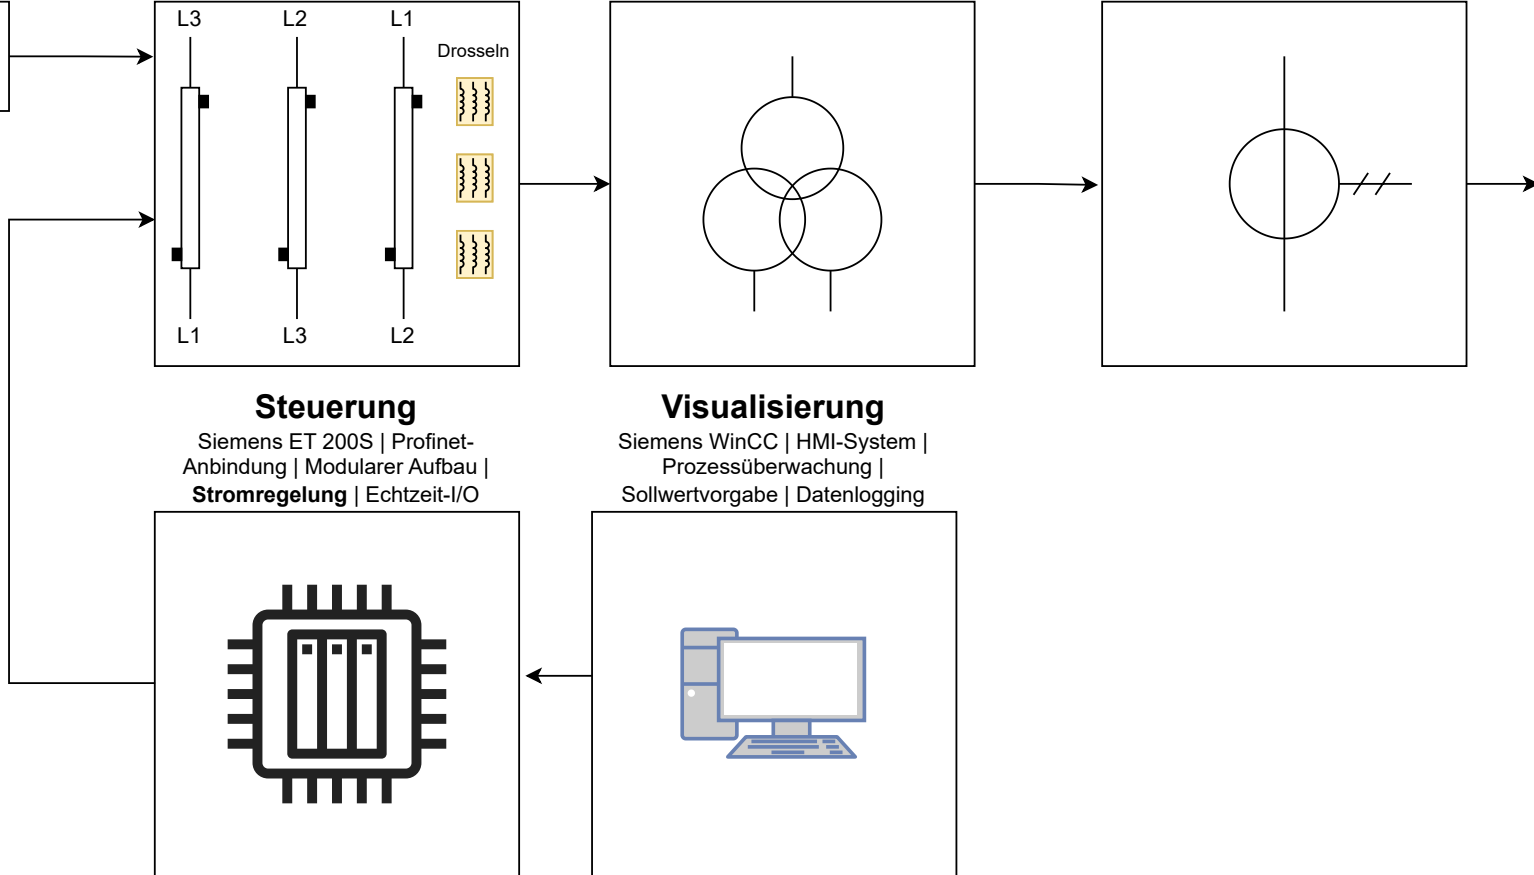 L3 L2 L1
Drosseln
L1 L3 L2
Steuerung
Siemens ET 200S | Profinet-
Anbindung | Modularer Aufbau |
Stromregelung | Echtzeit-I/O
Visualisierung
Siemens WinCC | HMI-System |
Prozessüberwachung |
Sollwertvorgabe | Datenlogging